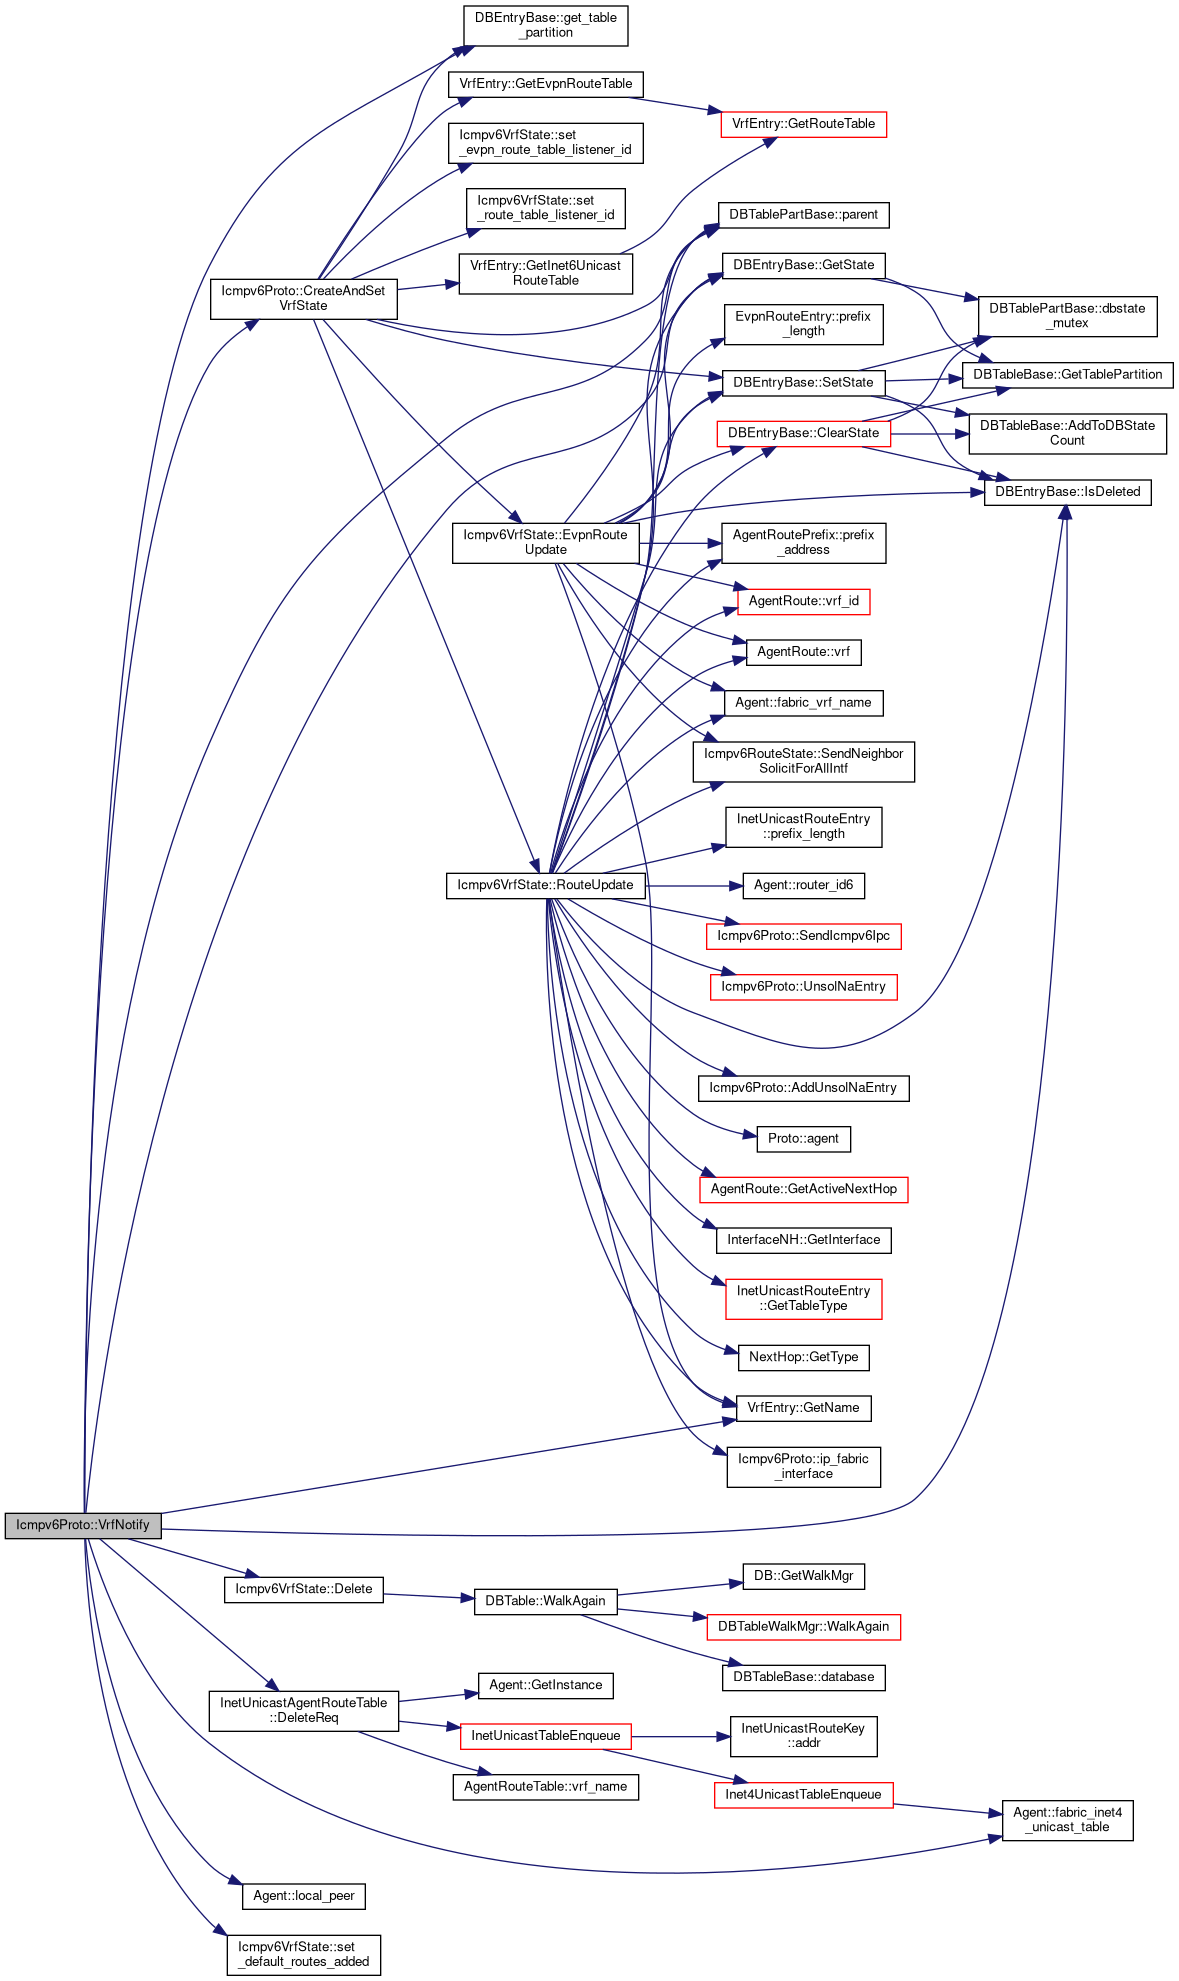 DBEntryBase::get_table
_partition
VrfEntry::GetEvpnRouteTable
VrfEntry::GetRouteTable
Icmpv6VrfState::set
_evpn_route_table_listener_id
Icmpv6VrfState::set
_route_table_listener_id
DBTablePartBase::parent
VrfEntry::GetInet6Unicast
RouteTable
DBEntryBase::GetState
Icmpv6Proto::CreateAndSet
VrfState
EvpnRouteEntry::prefix
_length
DBTablePartBase::dbstate
_mutex
DBEntryBase::SetState
DBTableBase::GetTablePartition
DBEntryBase::ClearState
DBTableBase::AddToDBState
Count
DBEntryBase::IsDeleted
Icmpv6VrfState::EvpnRoute
Update
AgentRoutePrefix::prefix
_address
AgentRoute::vrf_id
AgentRoute::vrf
Agent::fabric_vrf_name
Icmpv6RouteState::SendNeighbor
SolicitForAllIntf
InetUnicastRouteEntry
::prefix_length
Icmpv6VrfState::RouteUpdate
Agent::router_id6
Icmpv6Proto::SendIcmpv6Ipc
Icmpv6Proto::UnsolNaEntry
Icmpv6Proto::AddUnsolNaEntry
Proto::agent
AgentRoute::GetActiveNextHop
InterfaceNH::GetInterface
InetUnicastRouteEntry
::GetTableType
NextHop::GetType
VrfEntry::GetName
Icmpv6Proto::ip_fabric
_interface
Icmpv6Proto::VrfNotify
Icmpv6VrfState::Delete
DBTable::WalkAgain
DB::GetWalkMgr
DBTableWalkMgr::WalkAgain
DBTableBase::database
InetUnicastAgentRouteTable
::DeleteReq
Agent::GetInstance
InetUnicastTableEnqueue
InetUnicastRouteKey
::addr
AgentRouteTable::vrf_name
Inet4UnicastTableEnqueue
Agent::fabric_inet4
_unicast_table
Agent::local_peer
Icmpv6VrfState::set
_default_routes_added